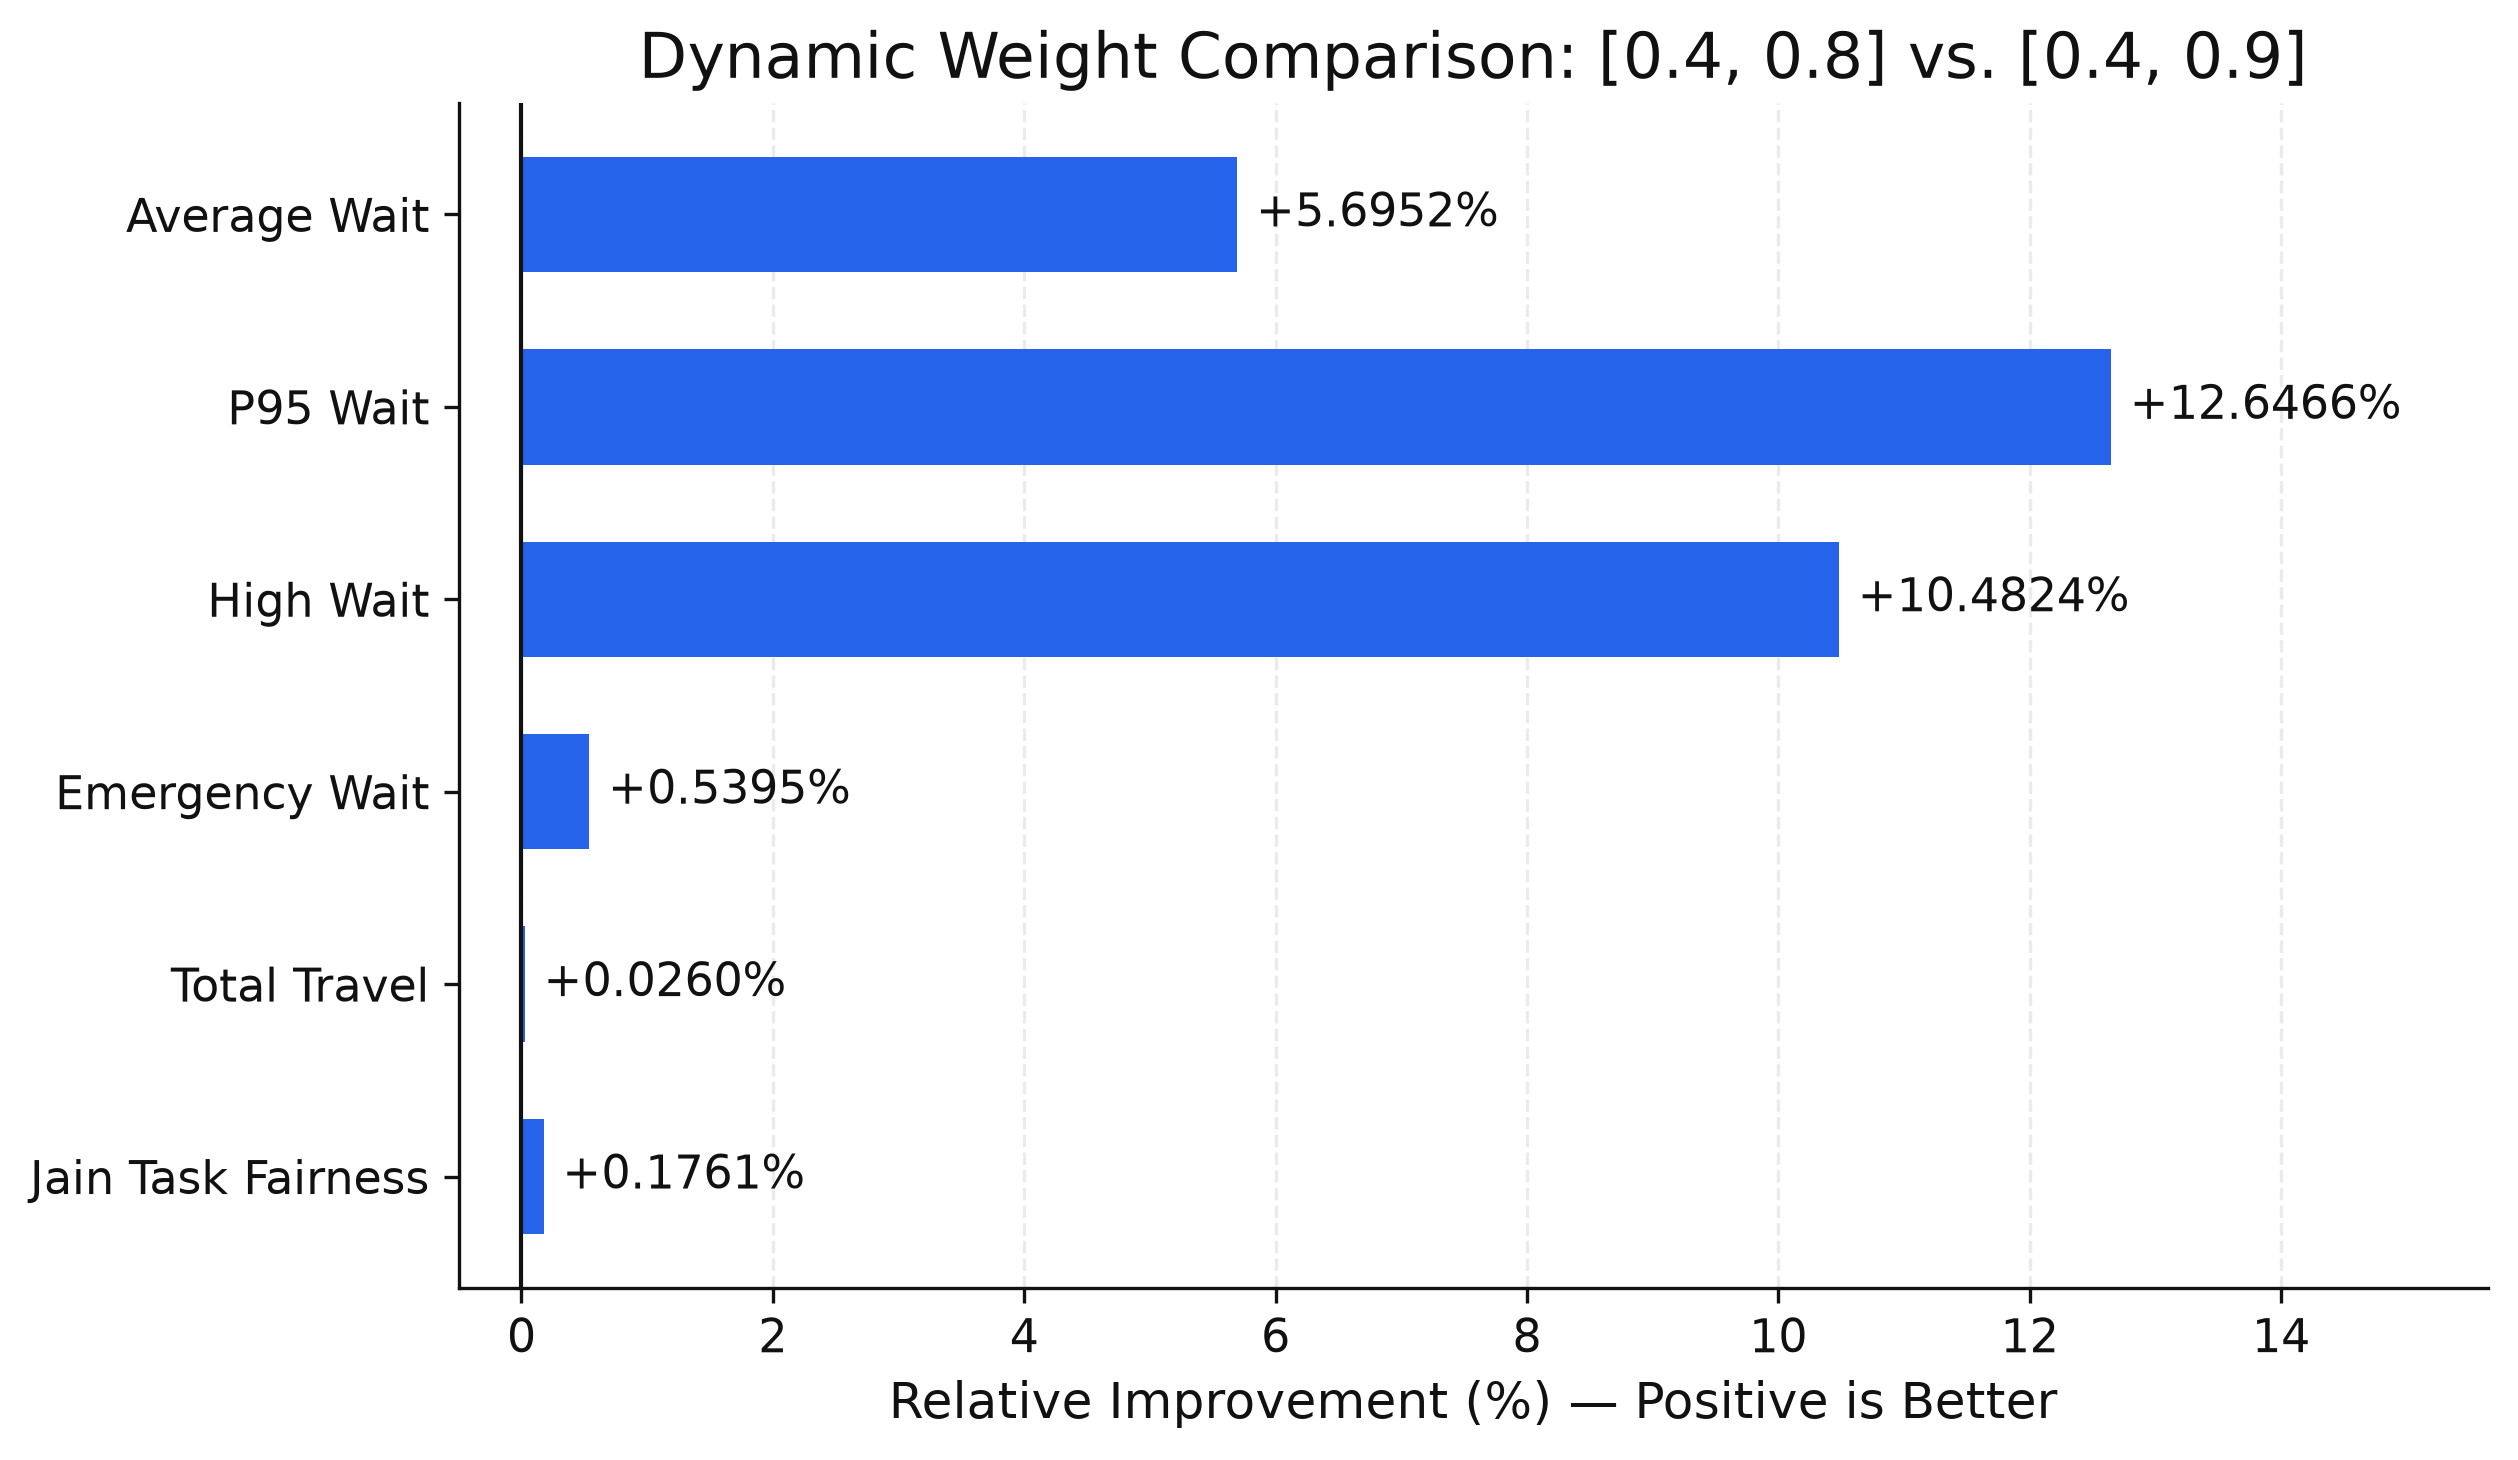 Dynamic Weight Comparison: [0.4, 0.8] vs. [0.4, 0.9]
Average Wait
+5.6952%
P95 Wait
+12.6466%
High Wait
+10.4824%
Emergency Wait
+0.5395%
Total Travel
+0.0260%
Jain Task Fairness
+0.1761%
0 2 4 6 8 10 12 14
Relative Improvement (%) — Positive is Better